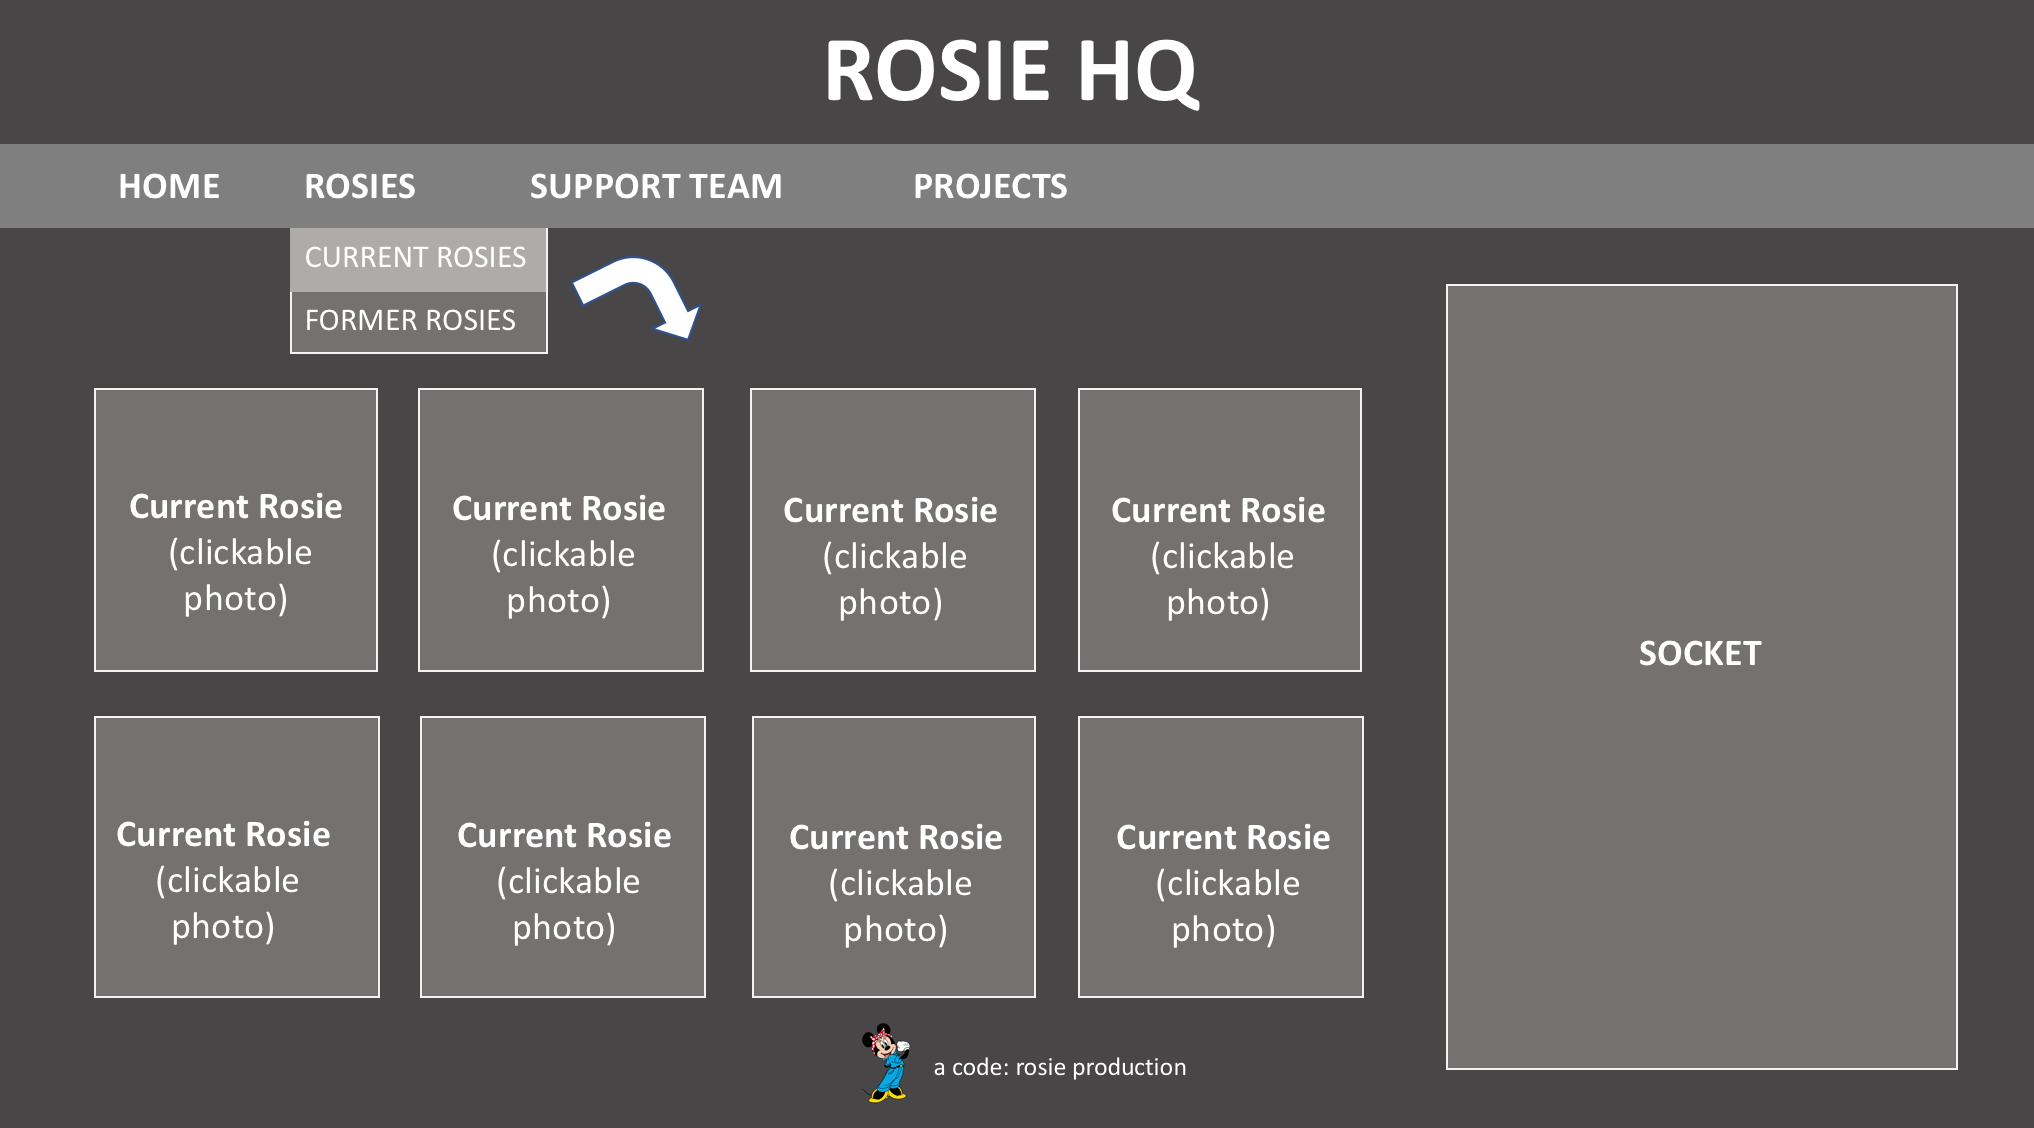 ROSIE HQ
HOME ROSIES SUPPORT TEAM PROJECTS
CURRENT ROSIES
FORMER ROSIES
Current Rosie
(clickable
photo)
Current Rosie
(clickable
photo)
Current Rosie
(clickable
photo)
Current Rosie
(clickable
photo)
SOCKET
Current Rosie
(clickable
photo)
Current Rosie
(clickable
photo)
Current Rosie
(clickable
photo)
Current Rosie
(clickable
photo)
a code: rosie production